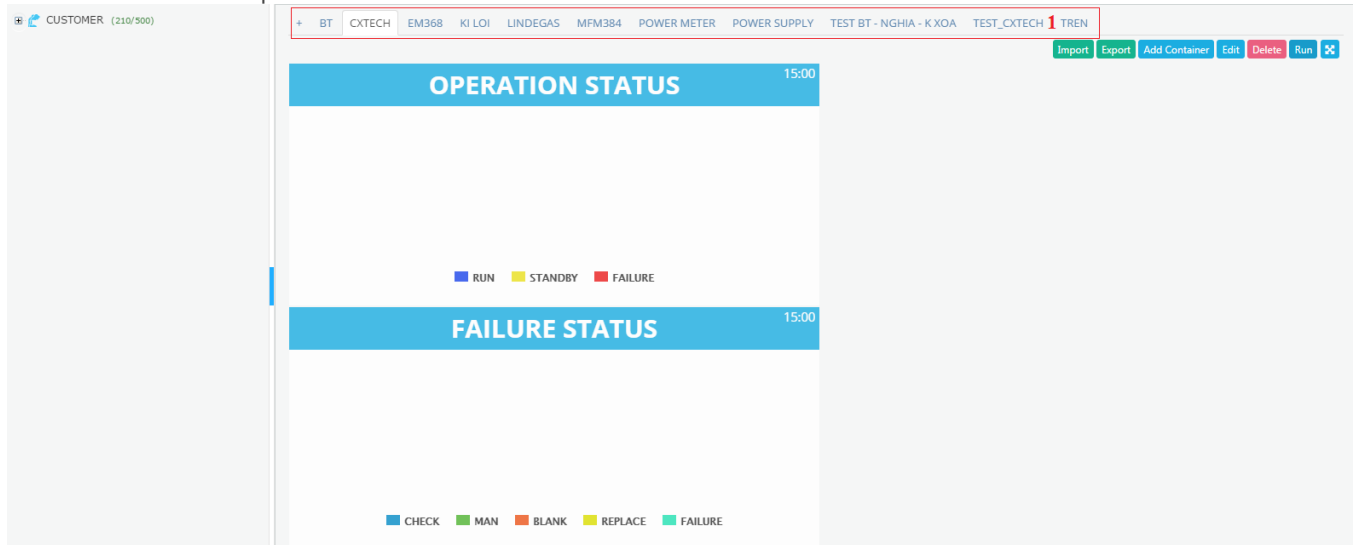 CUSTOMER (210/500)
+ BT CXTECH EM368 KI LOI LINDEGAS MFM384 POWER METER POWER SUPPLY TEST BT - NGHIA - K XOA TEST_CXTECH 1 TREN
Import Export Add Container Edit Delete Run
OPERATION STATUS 15:00
RUN STANDBY FAILURE
FAILURE STATUS 15:00
CHECK MAN BLANK REPLACE FAILURE